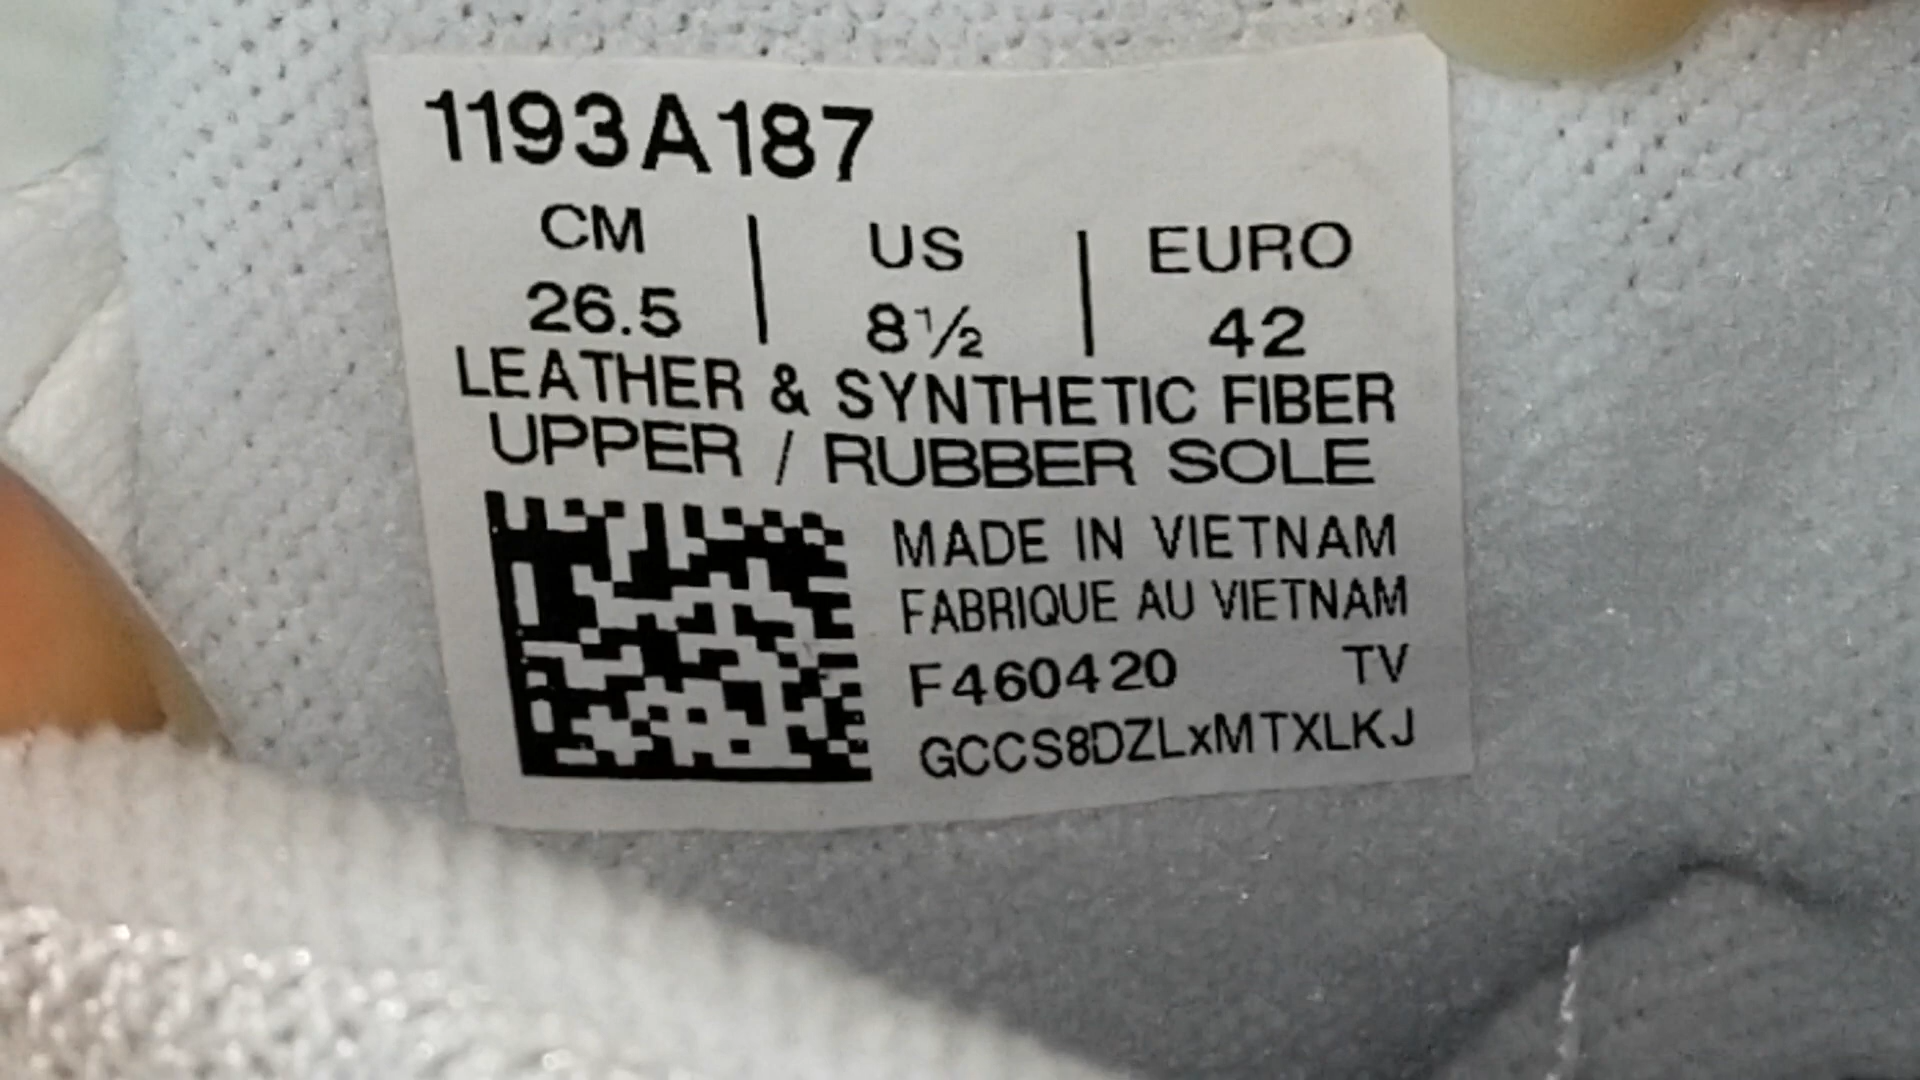 1193A187
CM | US | EURO
26.5 | 8½ | 42
LEATHER & SYNTHETIC FIBER
UPPER / RUBBER SOLE
MADE IN VIETNAM
FABRIQUE AU VIETNAM
F460420 TV
GCCS8DZLxMTXLKJ